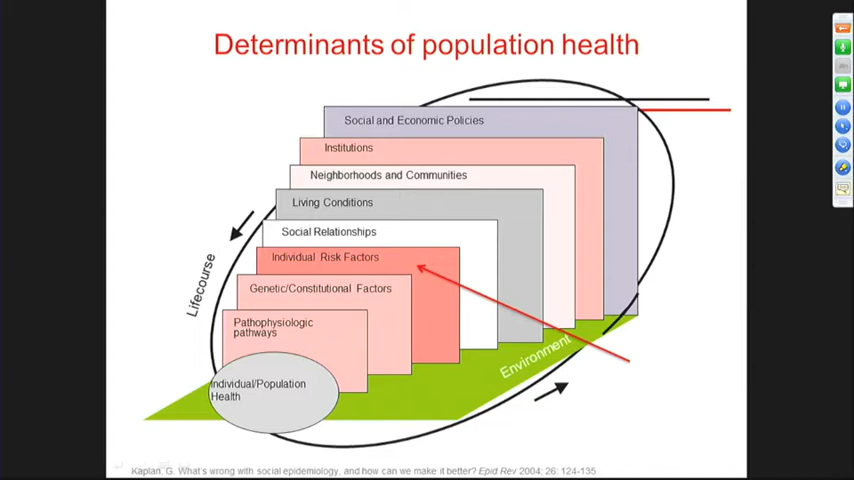 Determinants of population health
Social and Economic Policies
Institutions
Neighborhoods and Communities
Living Conditions
Social Relationships
Individual Risk Factors
Genetic/Constitutional Factors
Pathophysiologic
pathways
Individual/Population
Health
Lifecourse
Environment
Kaplan, G. What's wrong with social epidemiology, and how can we make it better? Epid Rev 2004; 26: 124-135